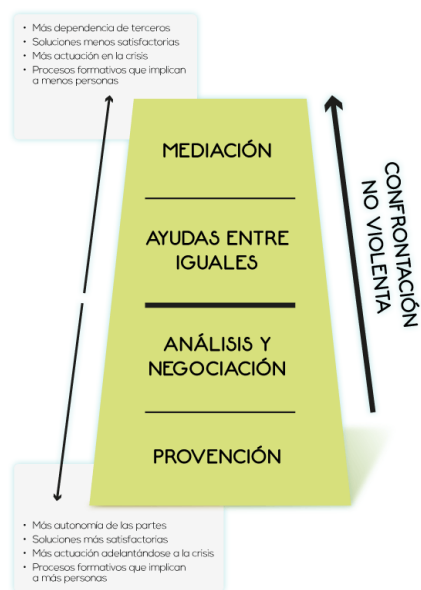 • Más dependencia de terceros
• Soluciones menos satisfactorias
• Más actuación en la crisis
• Procesos formativos que implican
a menos personas
MEDIACIÓN
AYUDAS ENTRE
IGUALES
ANÁLISIS Y
NEGOCIACIÓN
PROVENCIÓN
CONFRONTACIÓN
NO VIOLENTA
• Más autonomía de las partes
• Soluciones más satisfactorias
• Más actuación adelantándose a la crisis
• Procesos formativos que implican
a más personas